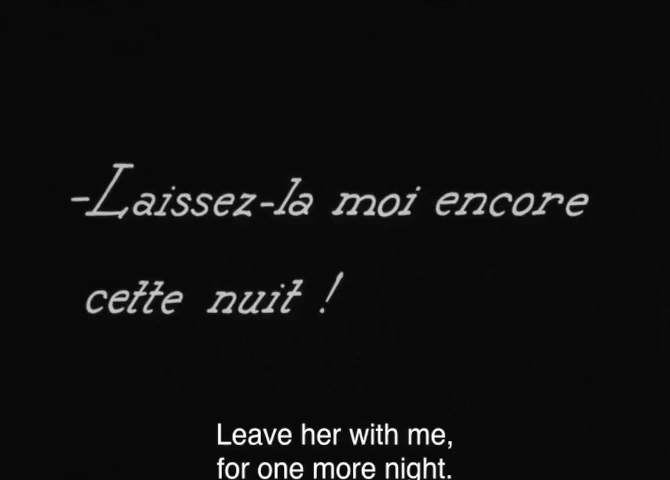 -Laissez-la moi encore
cette nuit !
Leave her with me,
for one more night.